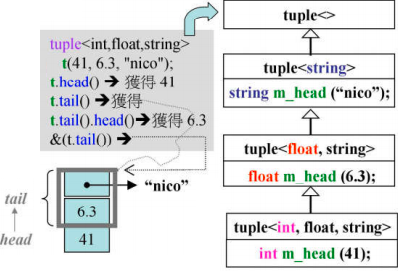 tuple<int,float,string>
t(41, 6.3, "nico");
t.head() ➔ 獲得 41
t.tail() ➔ 獲得
t.tail().head() ➔ 獲得 6.3
&(t.tail()) ➔
“nico”
6.3
41
tail
head
tuple<>
tuple<string>
string m_head (“nico”);
tuple<float, string>
float m_head (6.3);
tuple<int, float, string>
int m_head (41);